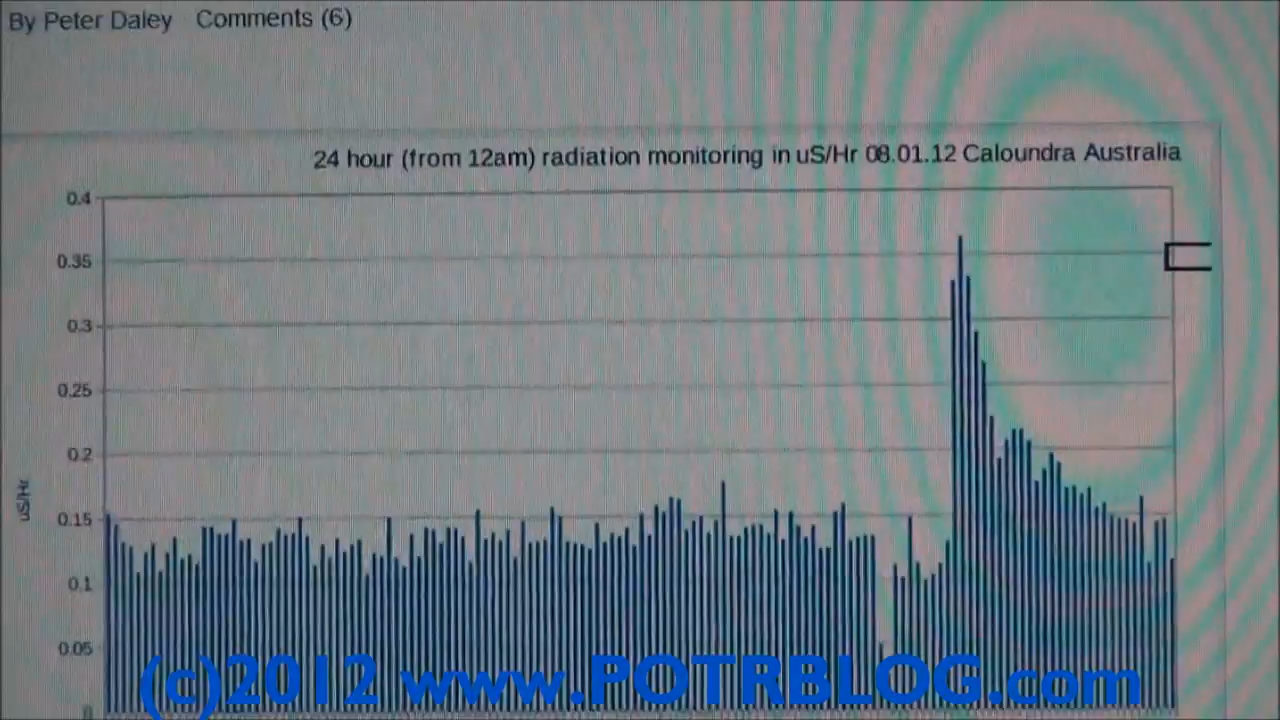 By Peter Daley Comments (6)
24 hour (from 12am) radiation monitoring in uS/Hr 08.01.12 Caloundra Australia
0.4
0.35
0.3
0.25
0.2
uS/Hr
0.15
0.1
0.05
0
(c)2012 www.POTRBLOG.com